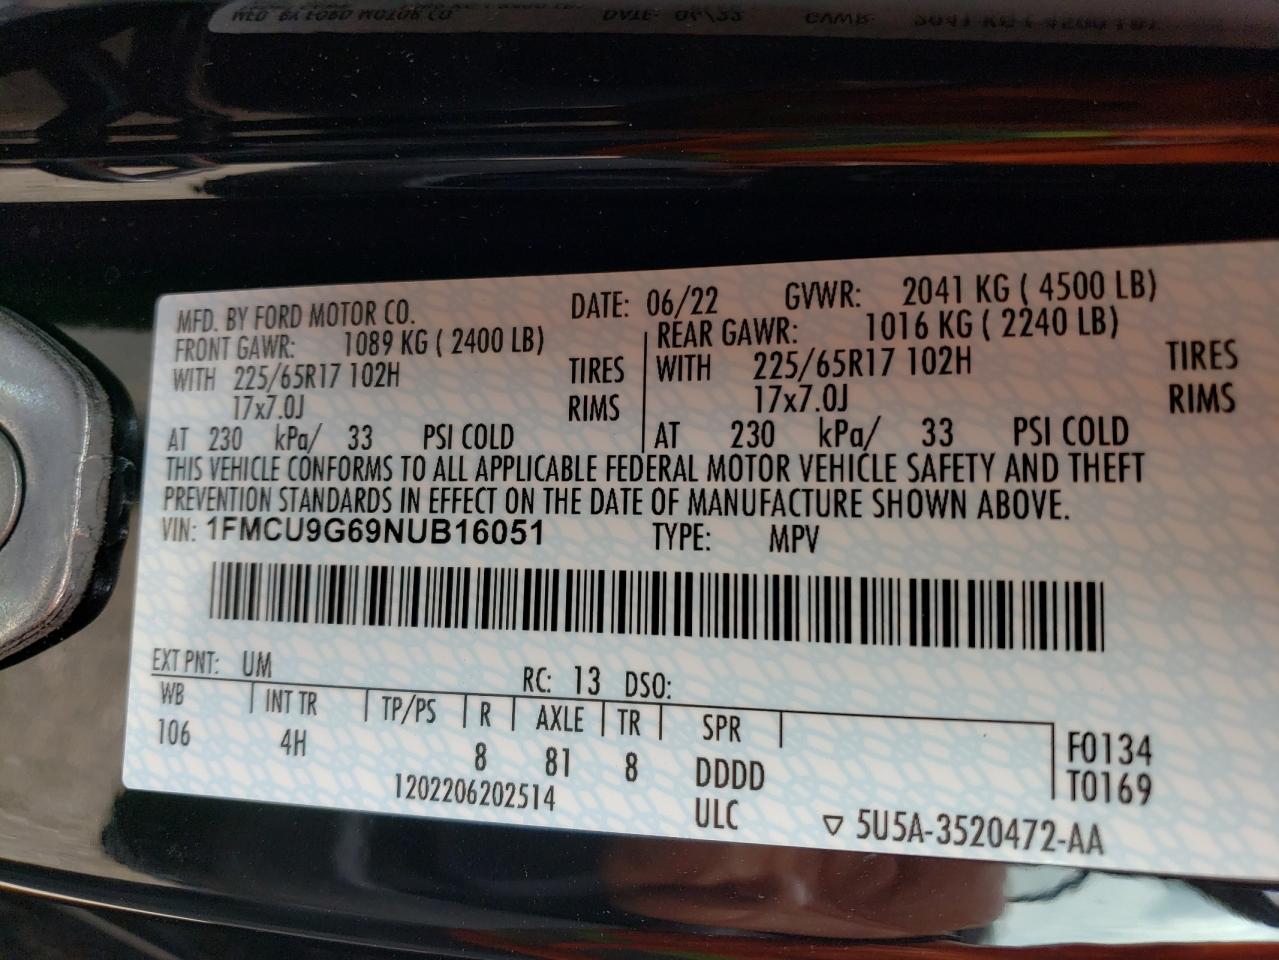 MFD. BY FORD MOTOR CO. DATE: 06/22 GVWR: 2041 KG ( 4500 LB)
FRONT GAWR: 1089 KG ( 2400 LB) REAR GAWR: 1016 KG ( 2240 LB)
WITH 225/65R17 102H TIRES WITH 225/65R17 102H TIRES
17x7.0J RIMS 17x7.0J RIMS
AT 230 kPa/ 33 PSI COLD AT 230 kPa/ 33 PSI COLD
THIS VEHICLE CONFORMS TO ALL APPLICABLE FEDERAL MOTOR VEHICLE SAFETY AND THEFT
PREVENTION STANDARDS IN EFFECT ON THE DATE OF MANUFACTURE SHOWN ABOVE.
VIN: 1FMCU9G69NUB16051 TYPE: MPV
EXT PNT: UM RC: 13 DSO:
WB INT TR TP/PS R AXLE TR SPR
106 4H 8 81 8 DDDD F0134
T0169
1202206202514 ULC ▽ 5U5A-3520472-AA